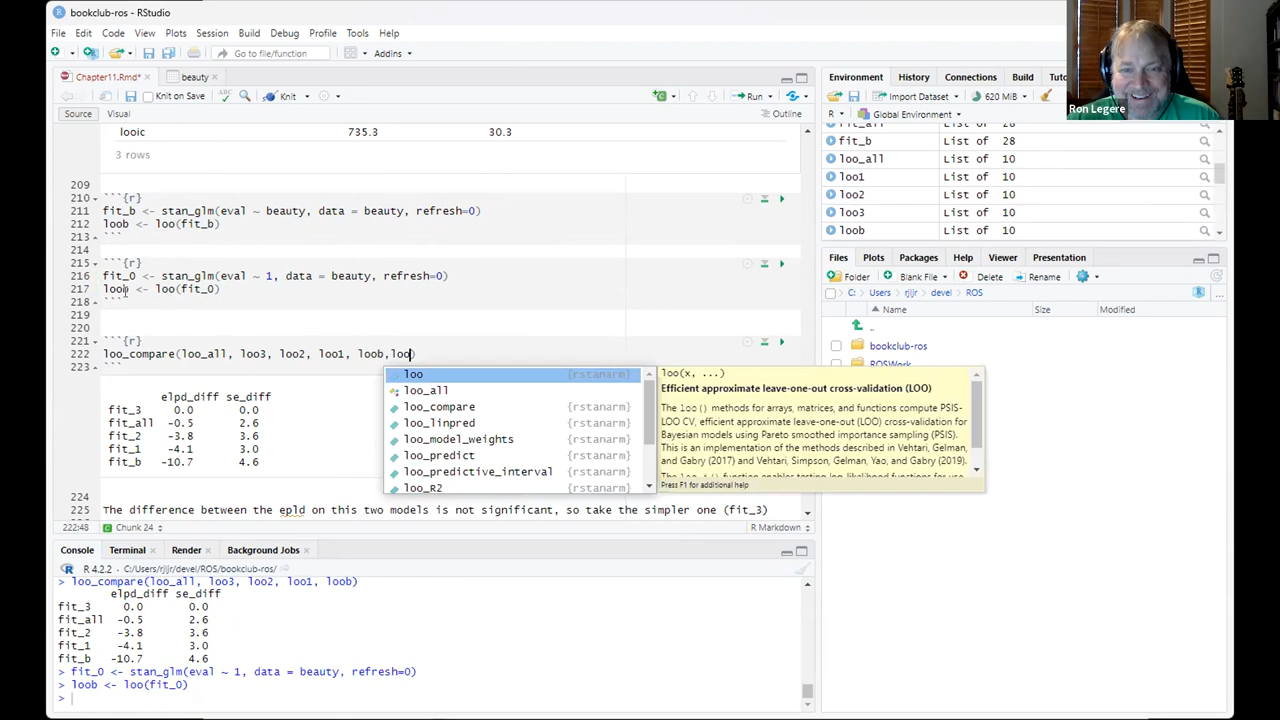 bookclub-ros - RStudio
File Edit Code View Plots Session Build Debug Profile Tools Help
Go to file/function Addins
Ron Legere
Chapter11.Rmd* beauty
Knit on Save Knit Run
Source Visual Outline
looic 735.3 30.3
3 rows
209
210 ```{r}
211 fit_b <- stan_glm(eval ~ beauty, data = beauty, refresh=0)
212 loob <- loo(fit_b)
213 ```
214
215 ```{r}
216 fit_0 <- stan_glm(eval ~ 1, data = beauty, refresh=0)
217 <- loo(fit_0)
218 ```
219
220
221 ```{r}
222 loo_compare(loo_all, loo3, loo2, loo1, loob,loo)
223 ```
elpd_diff se_diff
fit_3 0.0 0.0
fit_all -0.5 2.6
fit_2 -3.8 3.6
fit_1 -4.1 3.0
fit_b -10.7 4.6
loo {rstanarm}
loo_all
loo_compare {rstanarm}
loo_linpred {rstanarm}
loo_model_weights {rstanarm}
loo_predict {rstanarm}
loo_predictive_interval {rstanarm}
loo_R2 {rstanarm}
loo(x, ...)
Efficient approximate leave-one-out cross-validation (LOO)
The loo() methods for arrays, matrices, and functions compute PSIS-
LOO CV, efficient approximate leave-one-out (LOO) cross-validation for
Bayesian models using Pareto smoothed importance sampling (PSIS).
This is an implementation of the methods described in Vehtari, Gelman,
and Gabry (2017) and Vehtari, Simpson, Gelman, Yao, and Gabry (2019).
Press F1 for additional help
224
225 The difference between the epld on this two models is not significant, so take the simpler one (fit_3)
222:48 Chunk 24 R Markdown
Console Terminal Render Background Jobs
R 4.2.2 · C:/Users/rjljr/devel/ROS/bookclub-ros/
> loo_compare(loo_all, loo3, loo2, loo1, loob)
elpd_diff se_diff
fit_3 0.0 0.0
fit_all -0.5 2.6
fit_2 -3.8 3.6
fit_1 -4.1 3.0
fit_b -10.7 4.6
> fit_0 <- stan_glm(eval ~ 1, data = beauty, refresh=0)
> loob <- loo(fit_0)
>
Environment History Connections Build
Import Dataset 620 MiB
R Global Environment
fit_all List of 28
fit_b List of 28
loo_all List of 10
loo1 List of 10
loo2 List of 10
loo3 List of 10
loob List of 10
Files Plots Packages Help Viewer Presentation
Folder Blank File Delete Rename
C: Users rjljr devel ROS
Name Size Modified
..
bookclub-ros
ROSWork